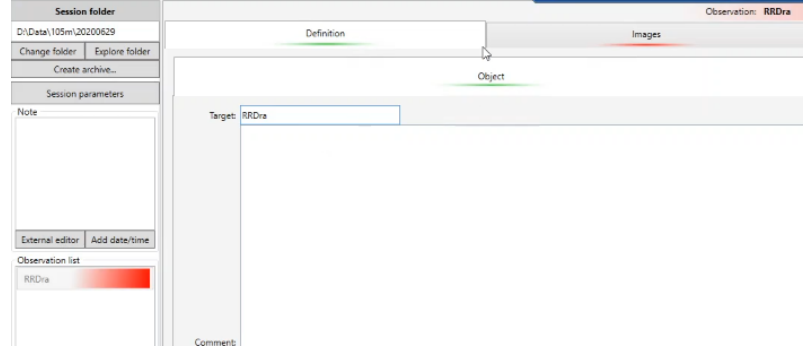 Session folder
D:\Data\105m\20200629
Change folder
Explore folder
Create archive...
Session parameters
Note
External editor
Add date/time
Observation list
RRDra
Observation: RRDra
Definition
Images
Object
Target: RRDra
Comment: